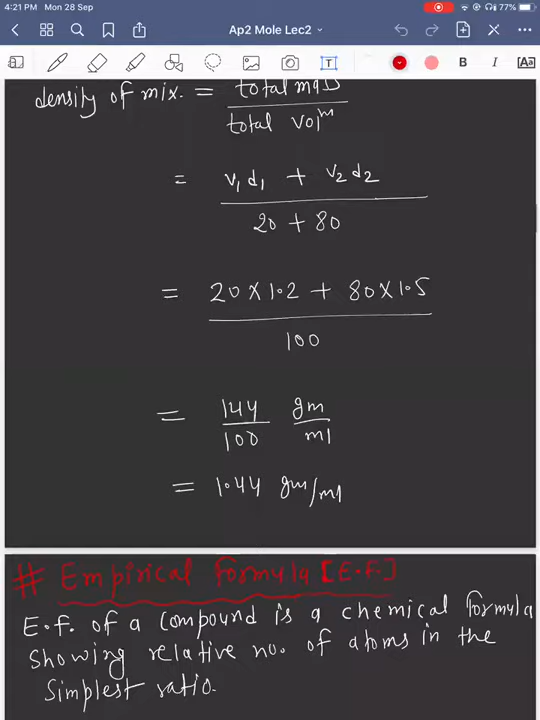 4:21 PM Mon 28 Sep
77%
Ap2 Mole Lec2
T B I Aa
density of mix. = total mass / total volm
= v1d1 + v2d2 / 20 + 80
= 20 × 1.2 + 80 × 1.5 / 100
= 144 / 100 gm / ml
= 1.44 gm/ml
# Empirical formula [E.F.]
E.f. of a compound is a chemical formula
showing relative no. of atoms in the
simplest ratio.